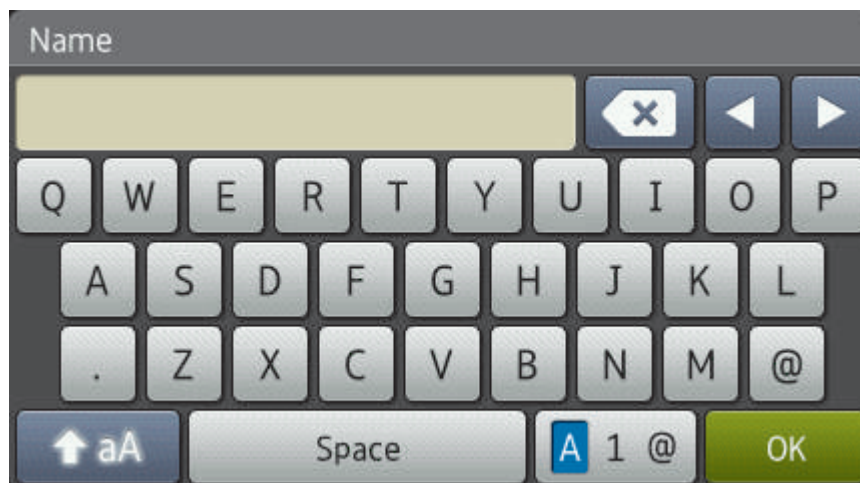 Name
Q W E R T Y U I O P
A S D F G H J K L
. Z X C V B N M @
aA Space A 1 @ OK